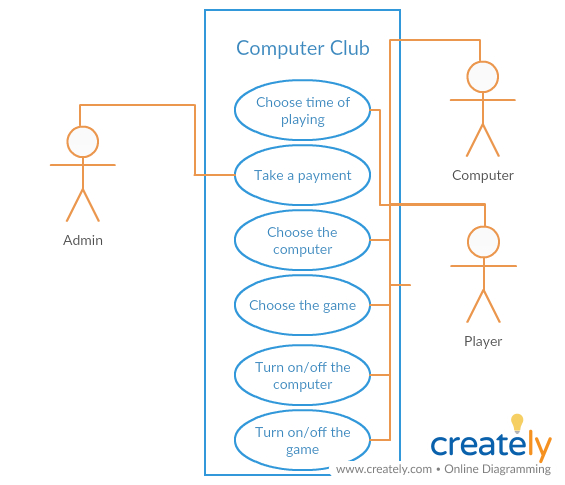 Computer Club
Choose time of
playing
Take a payment
Choose the
computer
Choose the game
Turn on/off the
computer
Turn on/off the
game
Admin
Computer
Player
creately
www.creately.com • Online Diagramming